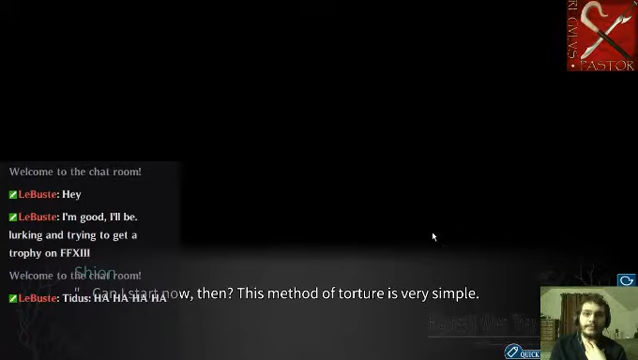 PASTOR
Welcome to the chat room!
LeBuste: Hey
LeBuste: I'm good, I'll be.
lurking and trying to get a
trophy on FFXIII
Shion
Welcome to the chat room!
LeBuste: Tidus: HA HA HA HA
" Can I start now, then? This method of torture is very simple.
QUICK